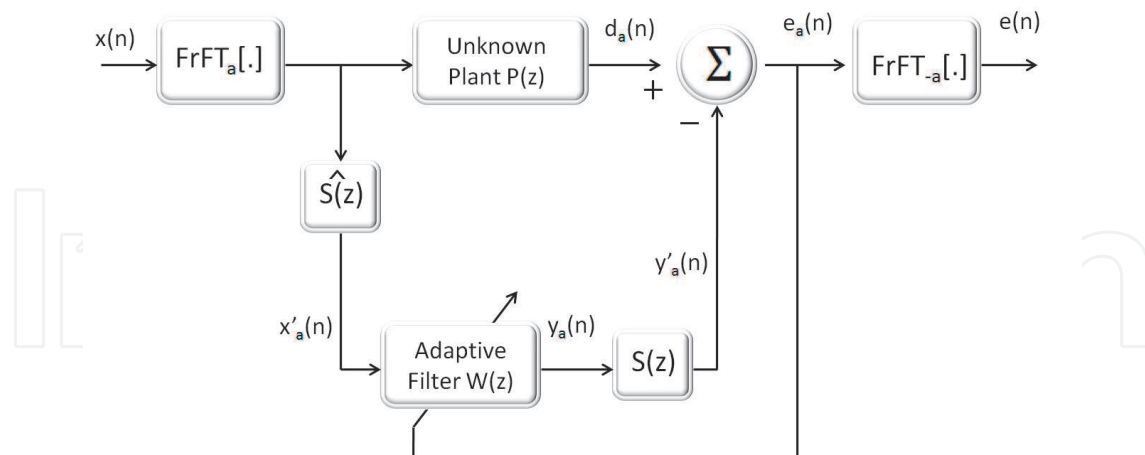 x(n)
FrFTₐ[.]
Unknown
Plant P(z)
dₐ(n)
+
−
Σ
eₐ(n)
FrFT₋ₐ[.]
e(n)
Ŝ(z)
x'ₐ(n)
Adaptive
Filter W(z)
yₐ(n)
S(z)
y'ₐ(n)